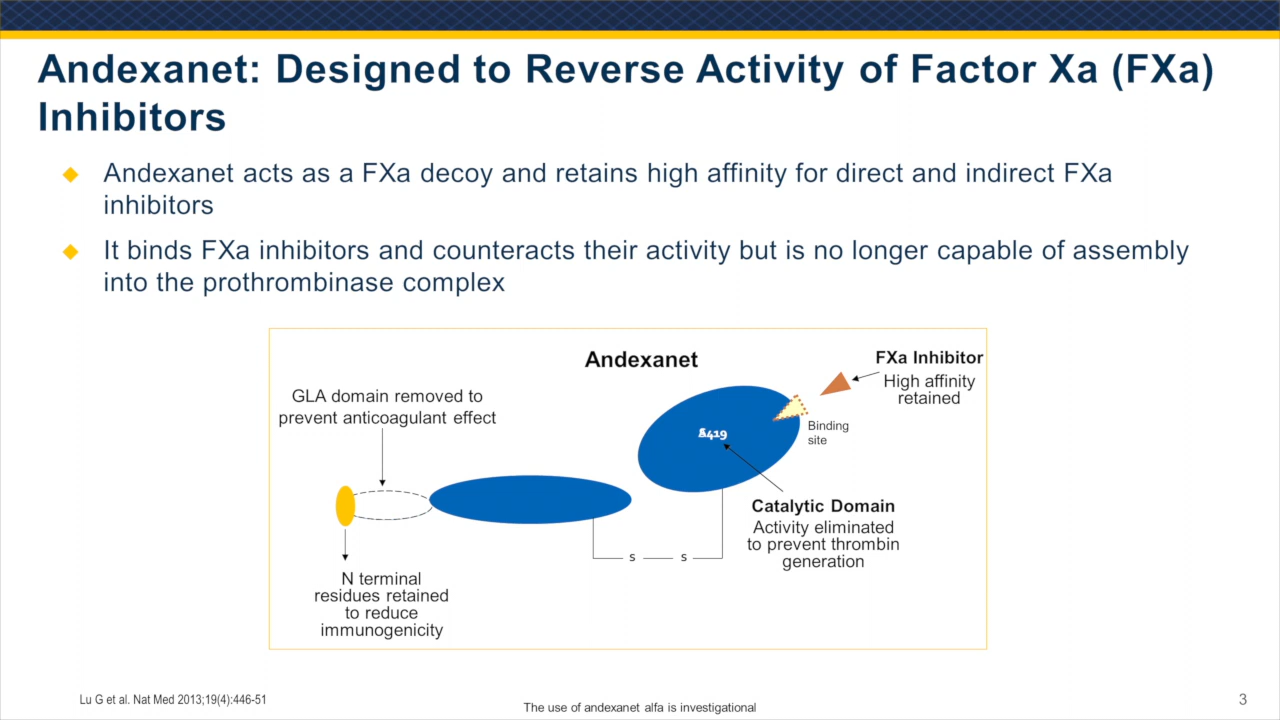 Andexanet: Designed to Reverse Activity of Factor Xa (FXa)
Inhibitors
Andexanet acts as a FXa decoy and retains high affinity for direct and indirect FXa
inhibitors
It binds FXa inhibitors and counteracts their activity but is no longer capable of assembly
into the prothrombinase complex
Andexanet
FXa Inhibitor
High affinity
retained
GLA domain removed to
prevent anticoagulant effect
Binding
site
Catalytic Domain
Activity eliminated
to prevent thrombin
generation
s s
N terminal
residues retained
to reduce
immunogenicity
Lu G et al. Nat Med 2013;19(4):446-51
The use of andexanet alfa is investigational
3